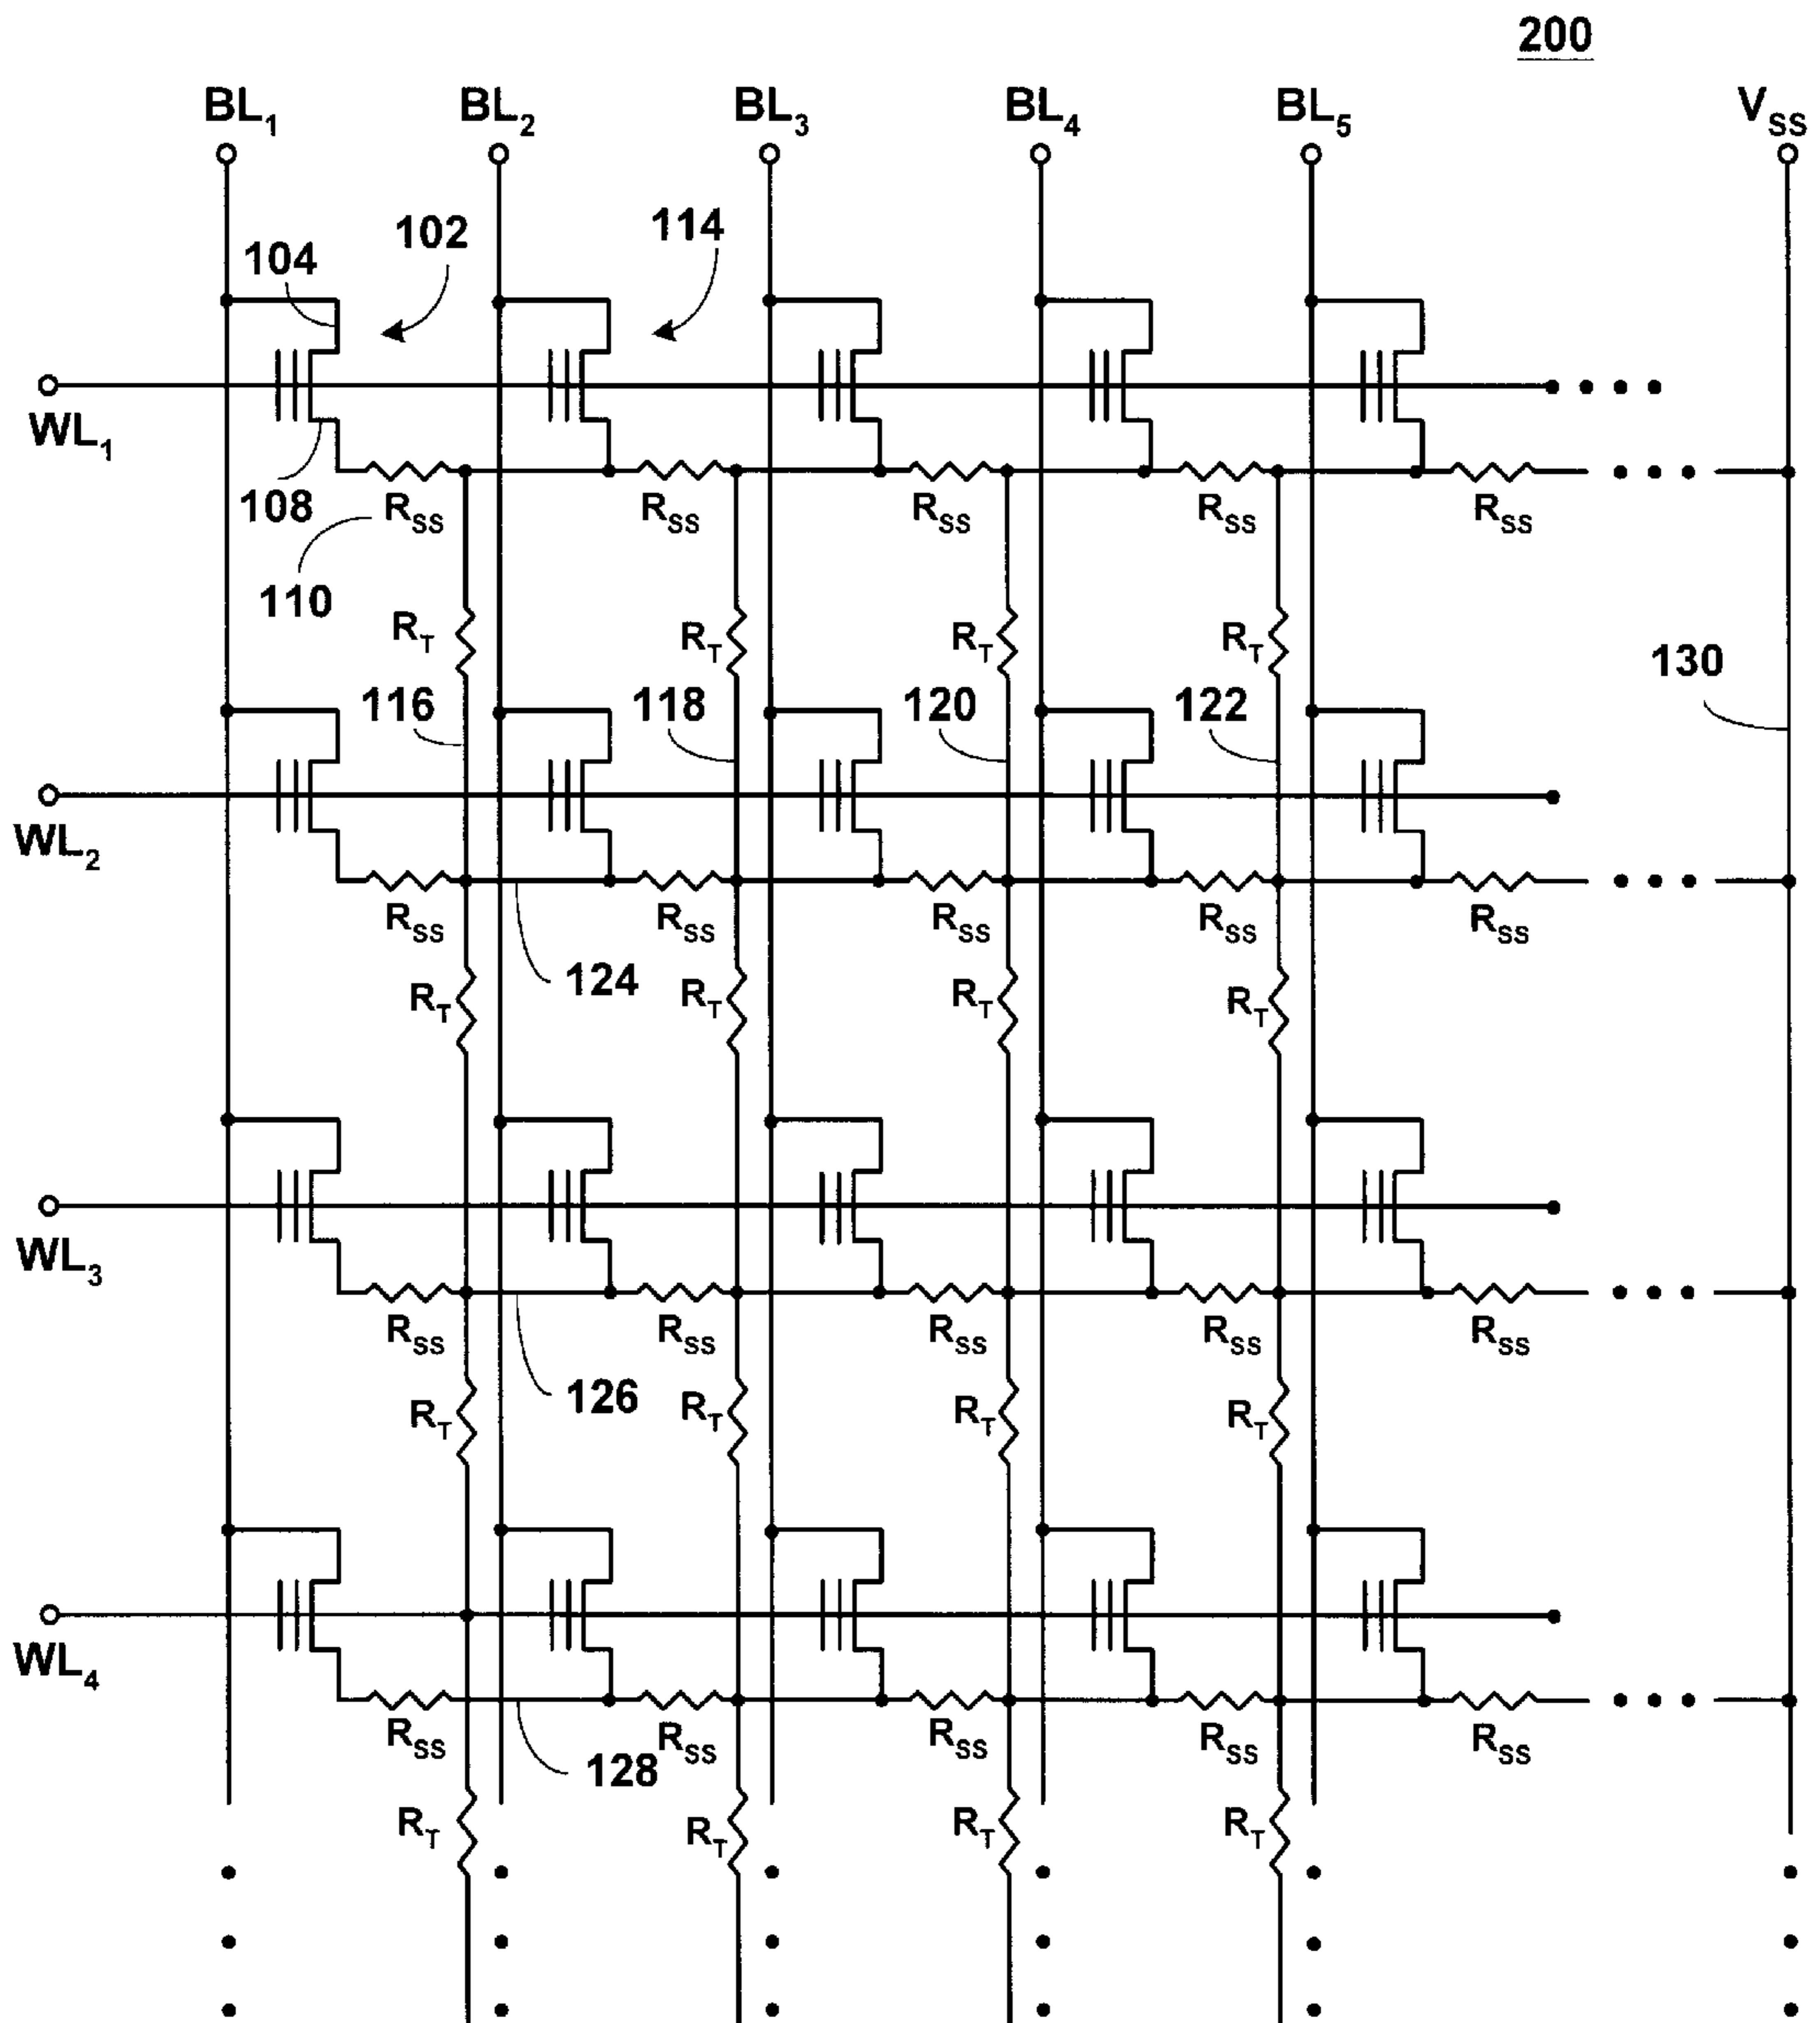 200
BL1 BL2 BL3 BL4 BL5 VSS
114
102
104
WL1
108 RSS RSS RSS RSS RSS
110
RT RT RT RT
130
116 118 120 122
WL2
RSS RSS RSS RSS RSS
124
RT RT RT RT
WL3
RSS RSS RSS RSS RSS
126
RT RT RT RT
WL4
RSS RSS RSS RSS RSS
128
RT RT RT RT